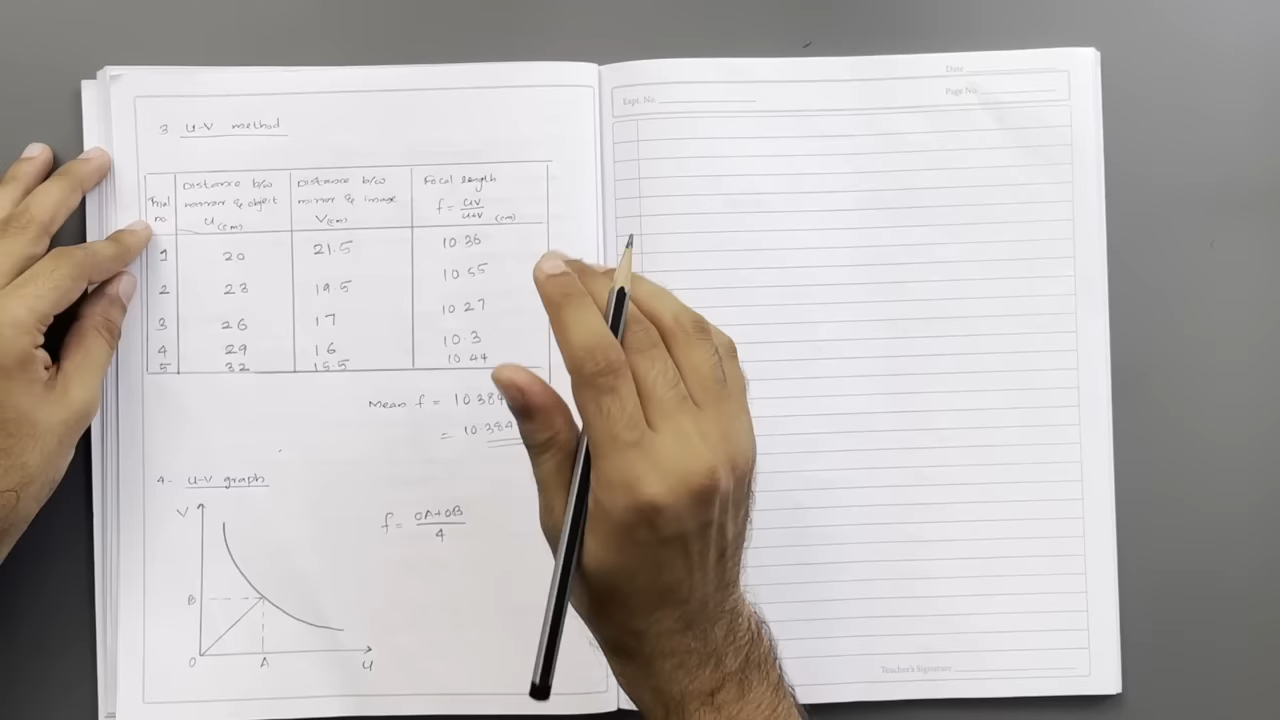 3 u-v method
Trial no.
Distance b/w mirror & object u (cm)
Distance b/w mirror & image V (cm)
Focal length f = uv/u+v (cm)
1 20 21.5 10.36
2 23 19.5 10.55
3 26 17 10.27
4 29 16 10.3
5 32 15.5 10.44
Mean f = 10.384
= 10.384
4- u-v graph
V
f = OA+OB/4
B
O A u
Expt. No.
Date
Page No.
Teacher's Signature